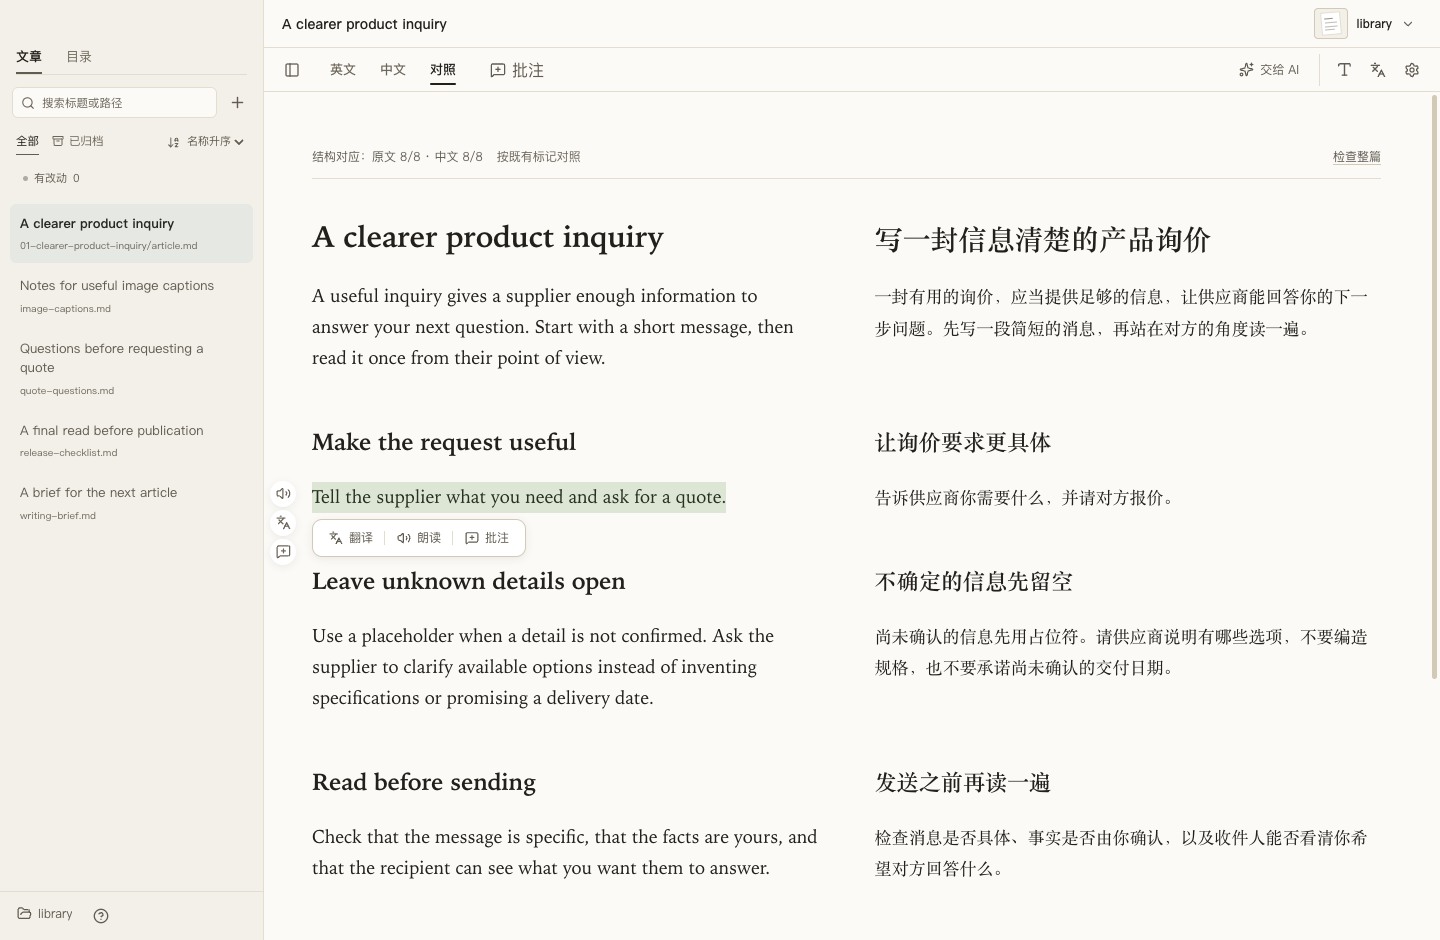 A clearer product inquiry
library
文章
目录
英文
中文
对照
批注
交给 AI
搜索标题或路径
全部
已归档
名称升序
有改动 0
A clearer product inquiry
01-clearer-product-inquiry/article.md
Notes for useful image captions
image-captions.md
Questions before requesting a
quote
quote-questions.md
A final read before publication
release-checklist.md
A brief for the next article
writing-brief.md
library
结构对应：原文 8/8 · 中文 8/8 按既有标记对照
检查整篇
A clearer product inquiry
A useful inquiry gives a supplier enough information to
answer your next question. Start with a short message, then
read it once from their point of view.
写一封信息清楚的产品询价
一封有用的询价，应当提供足够的信息，让供应商能回答你的下一
步问题。先写一段简短的消息，再站在对方的角度读一遍。
Make the request useful
让询价要求更具体
Tell the supplier what you need and ask for a quote.
告诉供应商你需要什么，并请对方报价。
翻译
朗读
批注
Leave unknown details open
不确定的信息先留空
Use a placeholder when a detail is not confirmed. Ask the
supplier to clarify available options instead of inventing
specifications or promising a delivery date.
尚未确认的信息先用占位符。请供应商说明有哪些选项，不要编造
规格，也不要承诺尚未确认的交付日期。
Read before sending
发送之前再读一遍
Check that the message is specific, that the facts are yours, and
that the recipient can see what you want them to answer.
检查消息是否具体、事实是否由你确认，以及收件人能否看清你希
望对方回答什么。